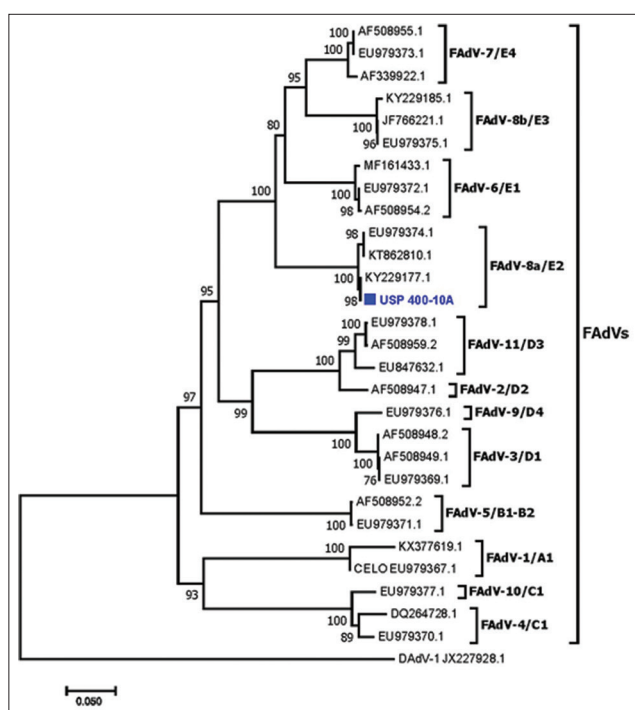 100 AF508955.1
100 EU979373.1 FAdV-7/E4
AF339922.1
95
KY229185.1
100 JF766221.1 FAdV-8b/E3
96 EU979375.1
80
MF161433.1
100 EU979372.1 FAdV-6/E1
98 AF508954.2
100
98 EU979374.1
KT862810.1 FAdV-8a/E2
100 KY229177.1
98 USP 400-10A
FAdVs
95
100 EU979378.1
99 AF508959.2 FAdV-11/D3
100 EU847632.1
AF508947.1 FAdV-2/D2
99
EU979376.1 FAdV-9/D4
100 AF508948.2
100 AF508949.1 FAdV-3/D1
76 EU979369.1
97
AF508952.2 FAdV-5/B1-B2
100 EU979371.1
100 KX377619.1 FAdV-1/A1
CELO EU979367.1
93
EU979377.1 FAdV-10/C1
100 DQ264728.1 FAdV-4/C1
89 EU979370.1
DAdV-1 JX227928.1
0.050